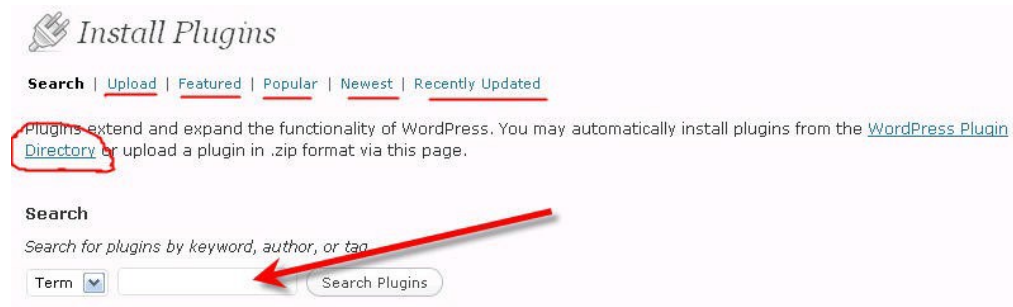 Install Plugins
Search | Upload | Featured | Popular | Newest | Recently Updated
Plugins extend and expand the functionality of WordPress. You may automatically install plugins from the WordPress Plugin
Directory or upload a plugin in .zip format via this page.
Search
Search for plugins by keyword, author, or tag.
Term Search Plugins